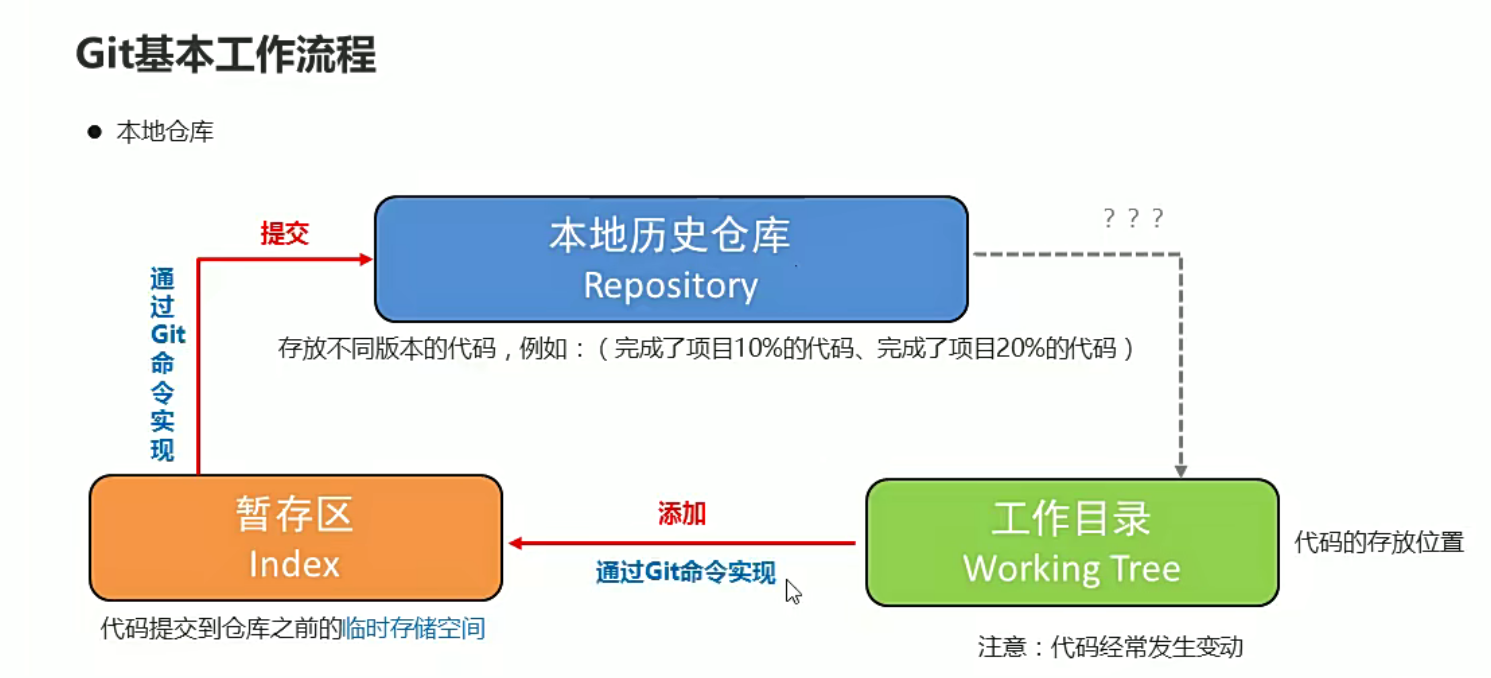 Git基本工作流程
● 本地仓库
提交
？？？
本地历史仓库
Repository
通过Git命令实现
存放不同版本的代码，例如：（完成了项目10%的代码、完成了项目20%的代码）
暂存区
Index
添加
通过Git命令实现
工作目录
Working Tree
代码的存放位置
代码提交到仓库之前的临时存储空间
注意：代码经常发生变动